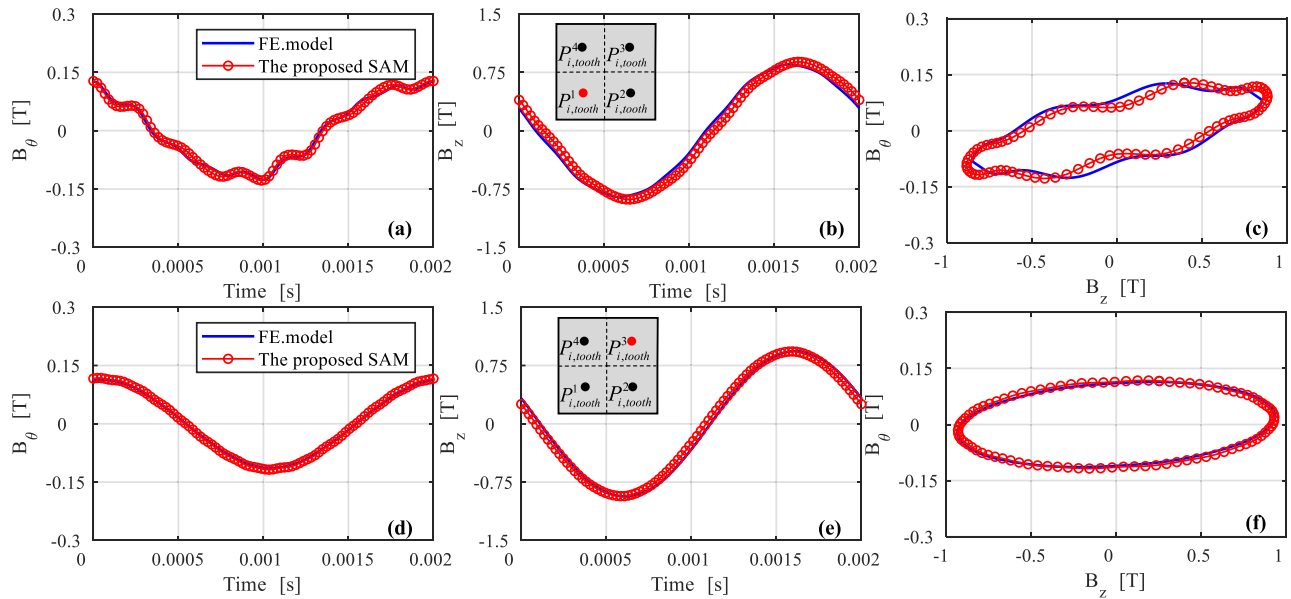 0.3
0.15
0
-0.15
-0.3
B_θ [T]
FE.model
The proposed SAM
(a)
0 0.0005 0.001 0.0015 0.002
Time [s]
1.5
0.75
0
-0.75
-1.5
B_z [T]
P^4_{i,tooth} P^3_{i,tooth}
P^1_{i,tooth} P^2_{i,tooth}
(b)
0 0.0005 0.001 0.0015 0.002
Time [s]
0.3
0.15
0
-0.15
-0.3
B_θ [T]
(c)
-1 -0.5 0 0.5 1
B_z [T]
0.3
0.15
0
-0.15
-0.3
B_θ [T]
FE.model
The proposed SAM
(d)
0 0.0005 0.001 0.0015 0.002
Time [s]
1.5
0.75
0
-0.75
-1.5
B_z [T]
P^4_{i,tooth} P^3_{i,tooth}
P^1_{i,tooth} P^2_{i,tooth}
(e)
0 0.0005 0.001 0.0015 0.002
Time [s]
0.3
0.15
0
-0.15
-0.3
B_θ [T]
(f)
-1 -0.5 0 0.5 1
B_z [T]